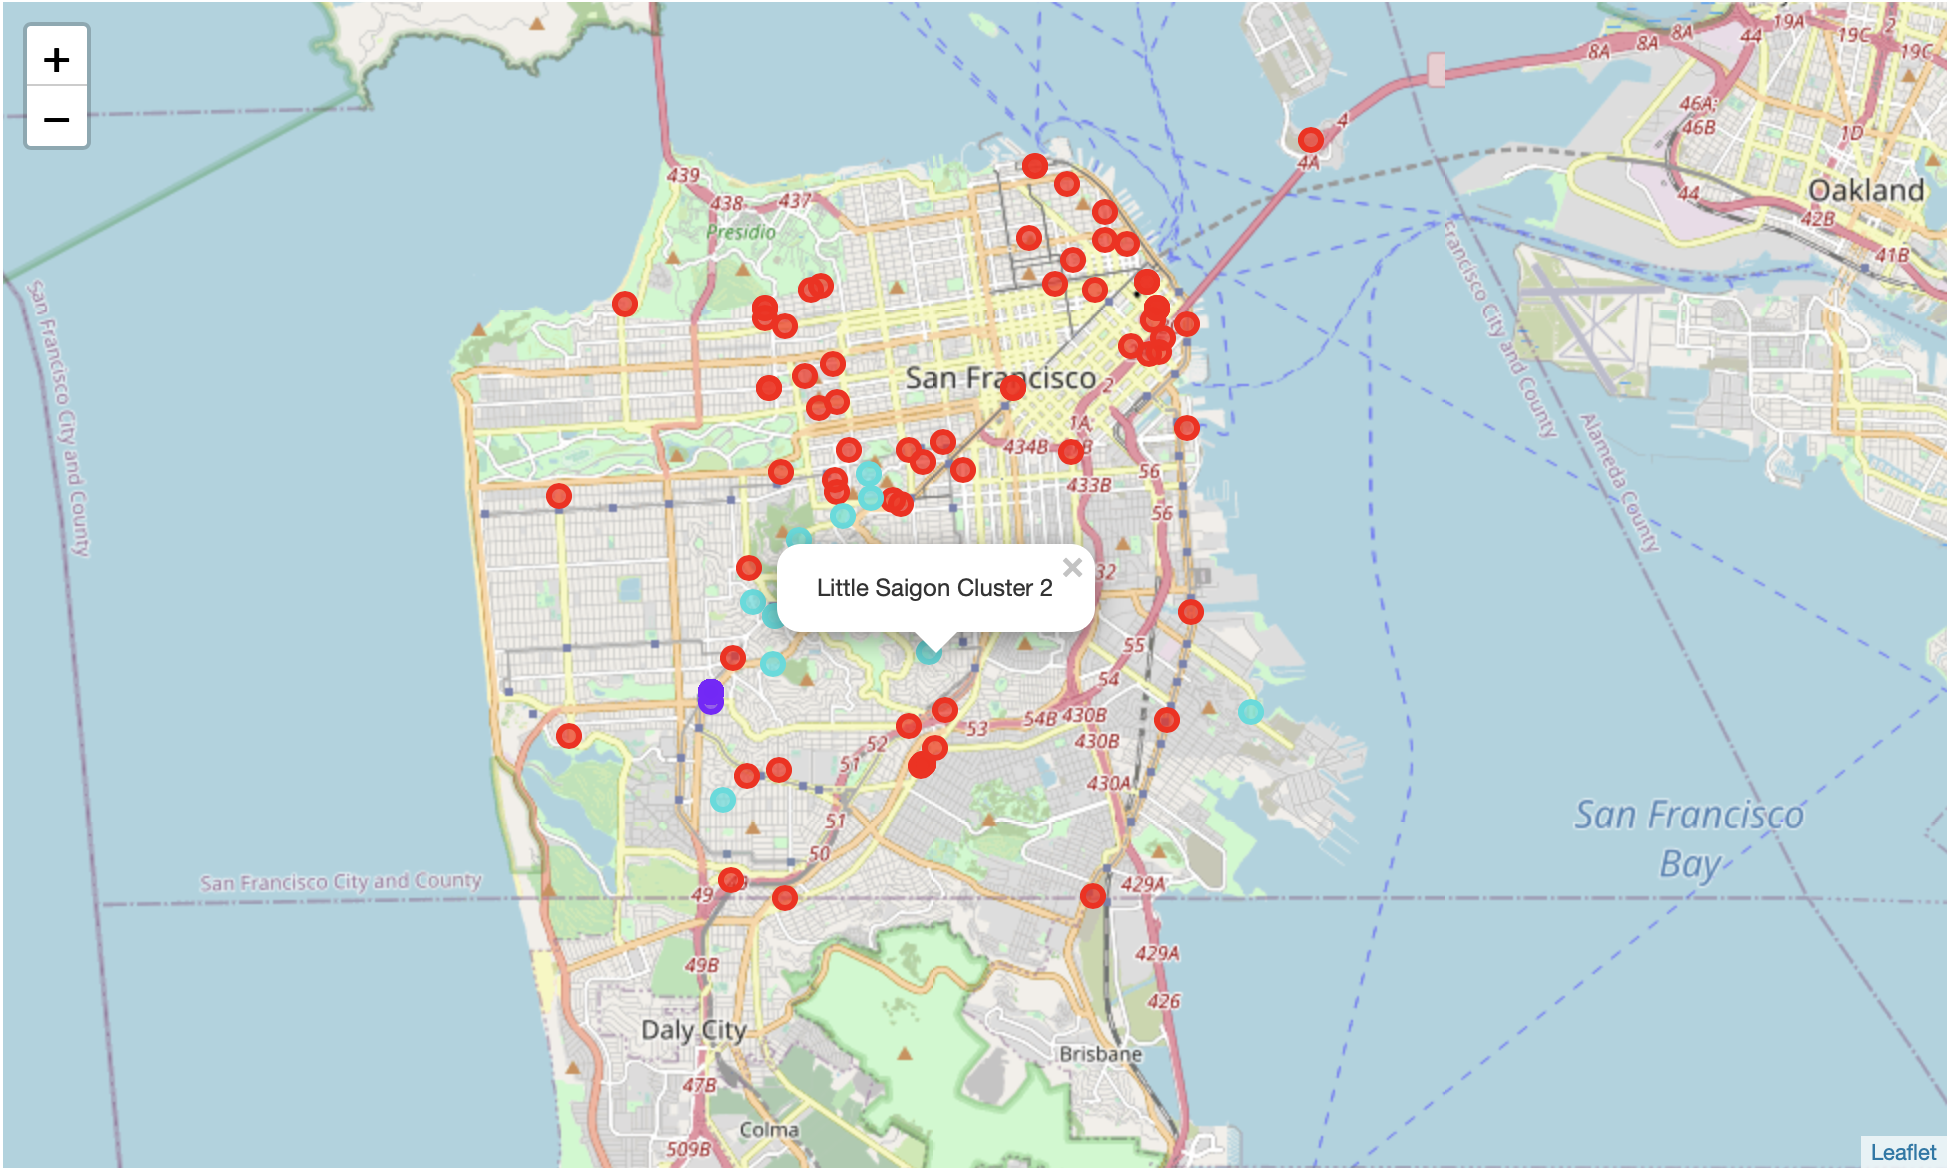 +
−
19A
2
8A
8A
8A
44
19C
19C
46A;
46B
4
4A
1D
439
438
437
Presidio
44
Oakland
42B
41B
San Francisco City and County
Francisco City and County
Alameda County
San Francisco
2
1A;
434B
B
56
433B
56
×
Little Saigon Cluster 2
32
55
54
54B
430B
53
52
430B
51
430A
51
50
San Francisco
Bay
San Francisco City and County
49
429A
49B
429A
426
Daly City
Brisbane
47B
Colma
509B
Leaflet